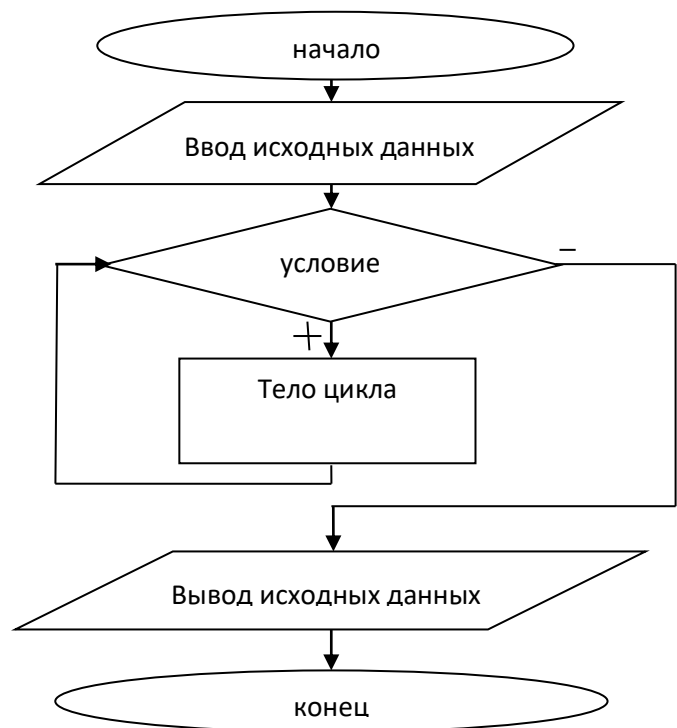 начало
Ввод исходных данных
условие
–
+
Тело цикла
Вывод исходных данных
конец